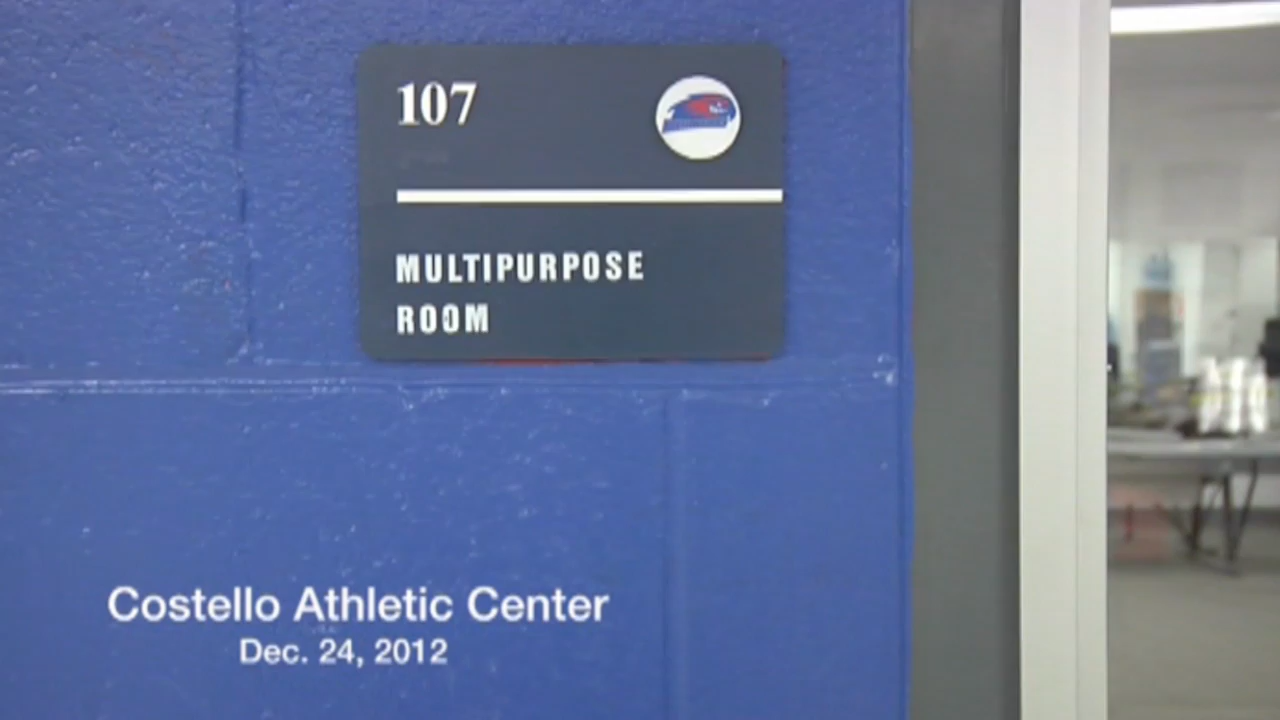 107
MULTIPURPOSE
ROOM
Costello Athletic Center
Dec. 24, 2012